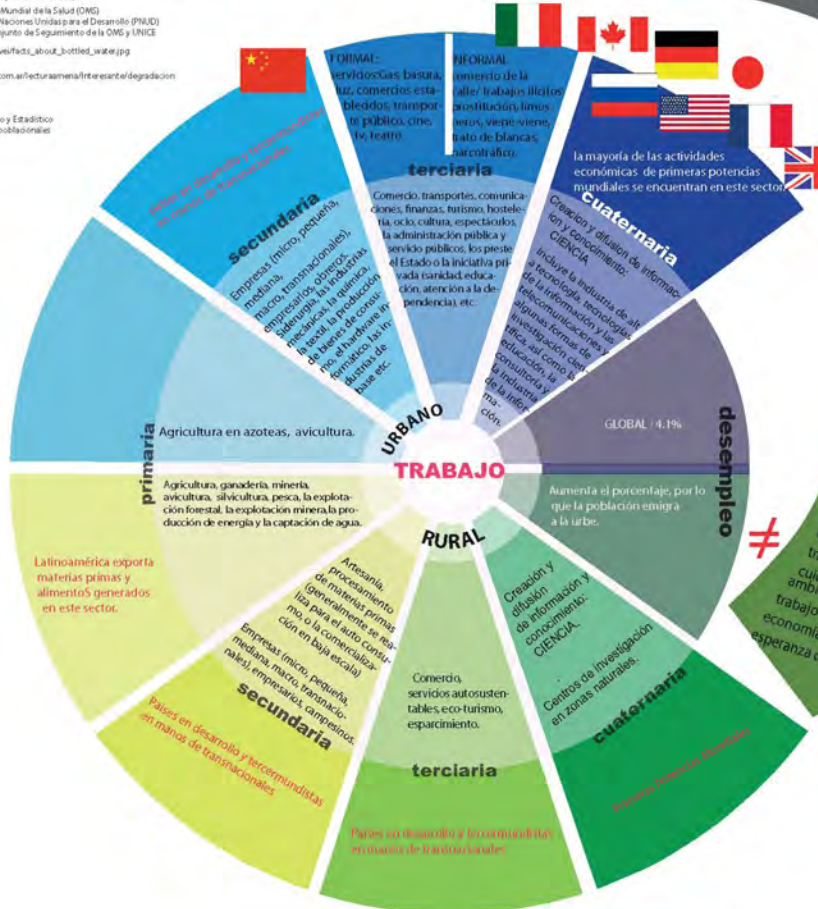 Mundial de la Salud (OMS)
Naciones Unidas para el Desarrollo (PNUD)
junto de Seguimiento de la OMS y UNICE
vei/facts_about_bottled_water.jpg
com.ar/lecturaamena/Interesante/degradacion
o y Estadístico
poblacionales
FORMAL:
servicios:Gas, basura,
luz, comercios esta-
blecidos, transpor-
te público, cine,
tv, teatro.
INFORMAL
comercio de la
calle/ trabajos ilícitos
prostitución, limos-
neros, viene-viene,
trato de blancas,
narcotráfico.
terciaria
Comercio, transportes, comunica-
ciones, finanzas, turismo, hostele-
ría, ocio, cultura, espectáculos,
la administración pública y
servicio públicos, los preste
el Estado o la iniciativa pri-
vada (sanidad, educa-
ción, atención a la de-
pendencia), etc.
la mayoría de las actividades
económicas de primeras potencias
mundiales se encuentran en este sector
cuaternaria
Creacion y difusion de informac-
ion y conocimiento:
CIENCIA
Incluye la industria de alt
a tecnología, tecnologías
de la información y las
telecomunicaciones y
algunas formas de
investigación cien-
tífica, así como la
educación, la
consultoría y
la industria
de la infor-
ma-
ción.
Paises en desarrollo y tercermundistas
en manos de transnacionales
secundaria
Empresas (micro, pequeña,
mediana,
macro, transnacionales),
empresarios, obreros.
Siderurgia, las industrias
mecánicas, la química,
la textil, la producción
de bienes de consu-
mo, el hardware in-
formático, las in-
dustrias de
base etc.
URBANO
primaria
Agricultura en azoteas, avicultura.
GLOBAL / 4.1%
desempleo
TRABAJO
Agricultura, ganadería, minería,
avicultura, silvicultura, pesca, la explota-
ción forestal, la explotación minera,la pro-
ducción de energía y la captación de agua.
Aumenta el porcentaje, por lo
que la población emigra
a la urbe.
≠
RURAL
Latinoamérica exporta
materias primas y
alimentoS generados
en este sector.
Artesanía,
procesamiento
de materias primas
(generalmente se rea-
liza para el auto consu-
mo, o la comercializa-
ción en baja escala)
Empresas (micro, pequeña,
mediana, macro, transnacio-
nales), empresarios, campesinos.
secundaria
Paises en desarrollo y tercermundistas
en manos de transnacionales
Comercio,
servicios autosusten-
tables, eco-turismo,
esparcimiento.
terciaria
Paises en desarrollo y tercermundistas
en manos de transnacionales
Creación y
difusión
de información y
conocimiento:
CIENCIA.
Centros de investigación
en zonas naturales.
cuaternaria
Primeras Potencias Mundiales
ambi
trabajo
economía
esperanza d